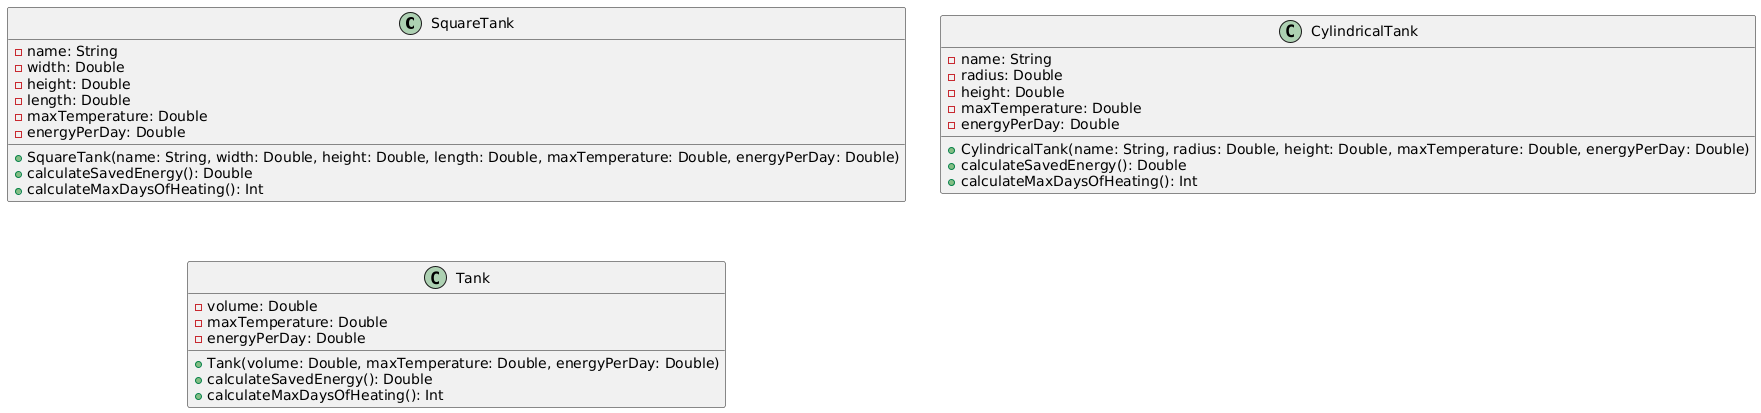 C SquareTank
name: String
width: Double
height: Double
length: Double
maxTemperature: Double
energyPerDay: Double
SquareTank(name: String, width: Double, height: Double, length: Double, maxTemperature: Double, energyPerDay: Double)
calculateSavedEnergy(): Double
calculateMaxDaysOfHeating(): Int
C CylindricalTank
name: String
radius: Double
height: Double
maxTemperature: Double
energyPerDay: Double
CylindricalTank(name: String, radius: Double, height: Double, maxTemperature: Double, energyPerDay: Double)
calculateSavedEnergy(): Double
calculateMaxDaysOfHeating(): Int
C Tank
volume: Double
maxTemperature: Double
energyPerDay: Double
Tank(volume: Double, maxTemperature: Double, energyPerDay: Double)
calculateSavedEnergy(): Double
calculateMaxDaysOfHeating(): Int